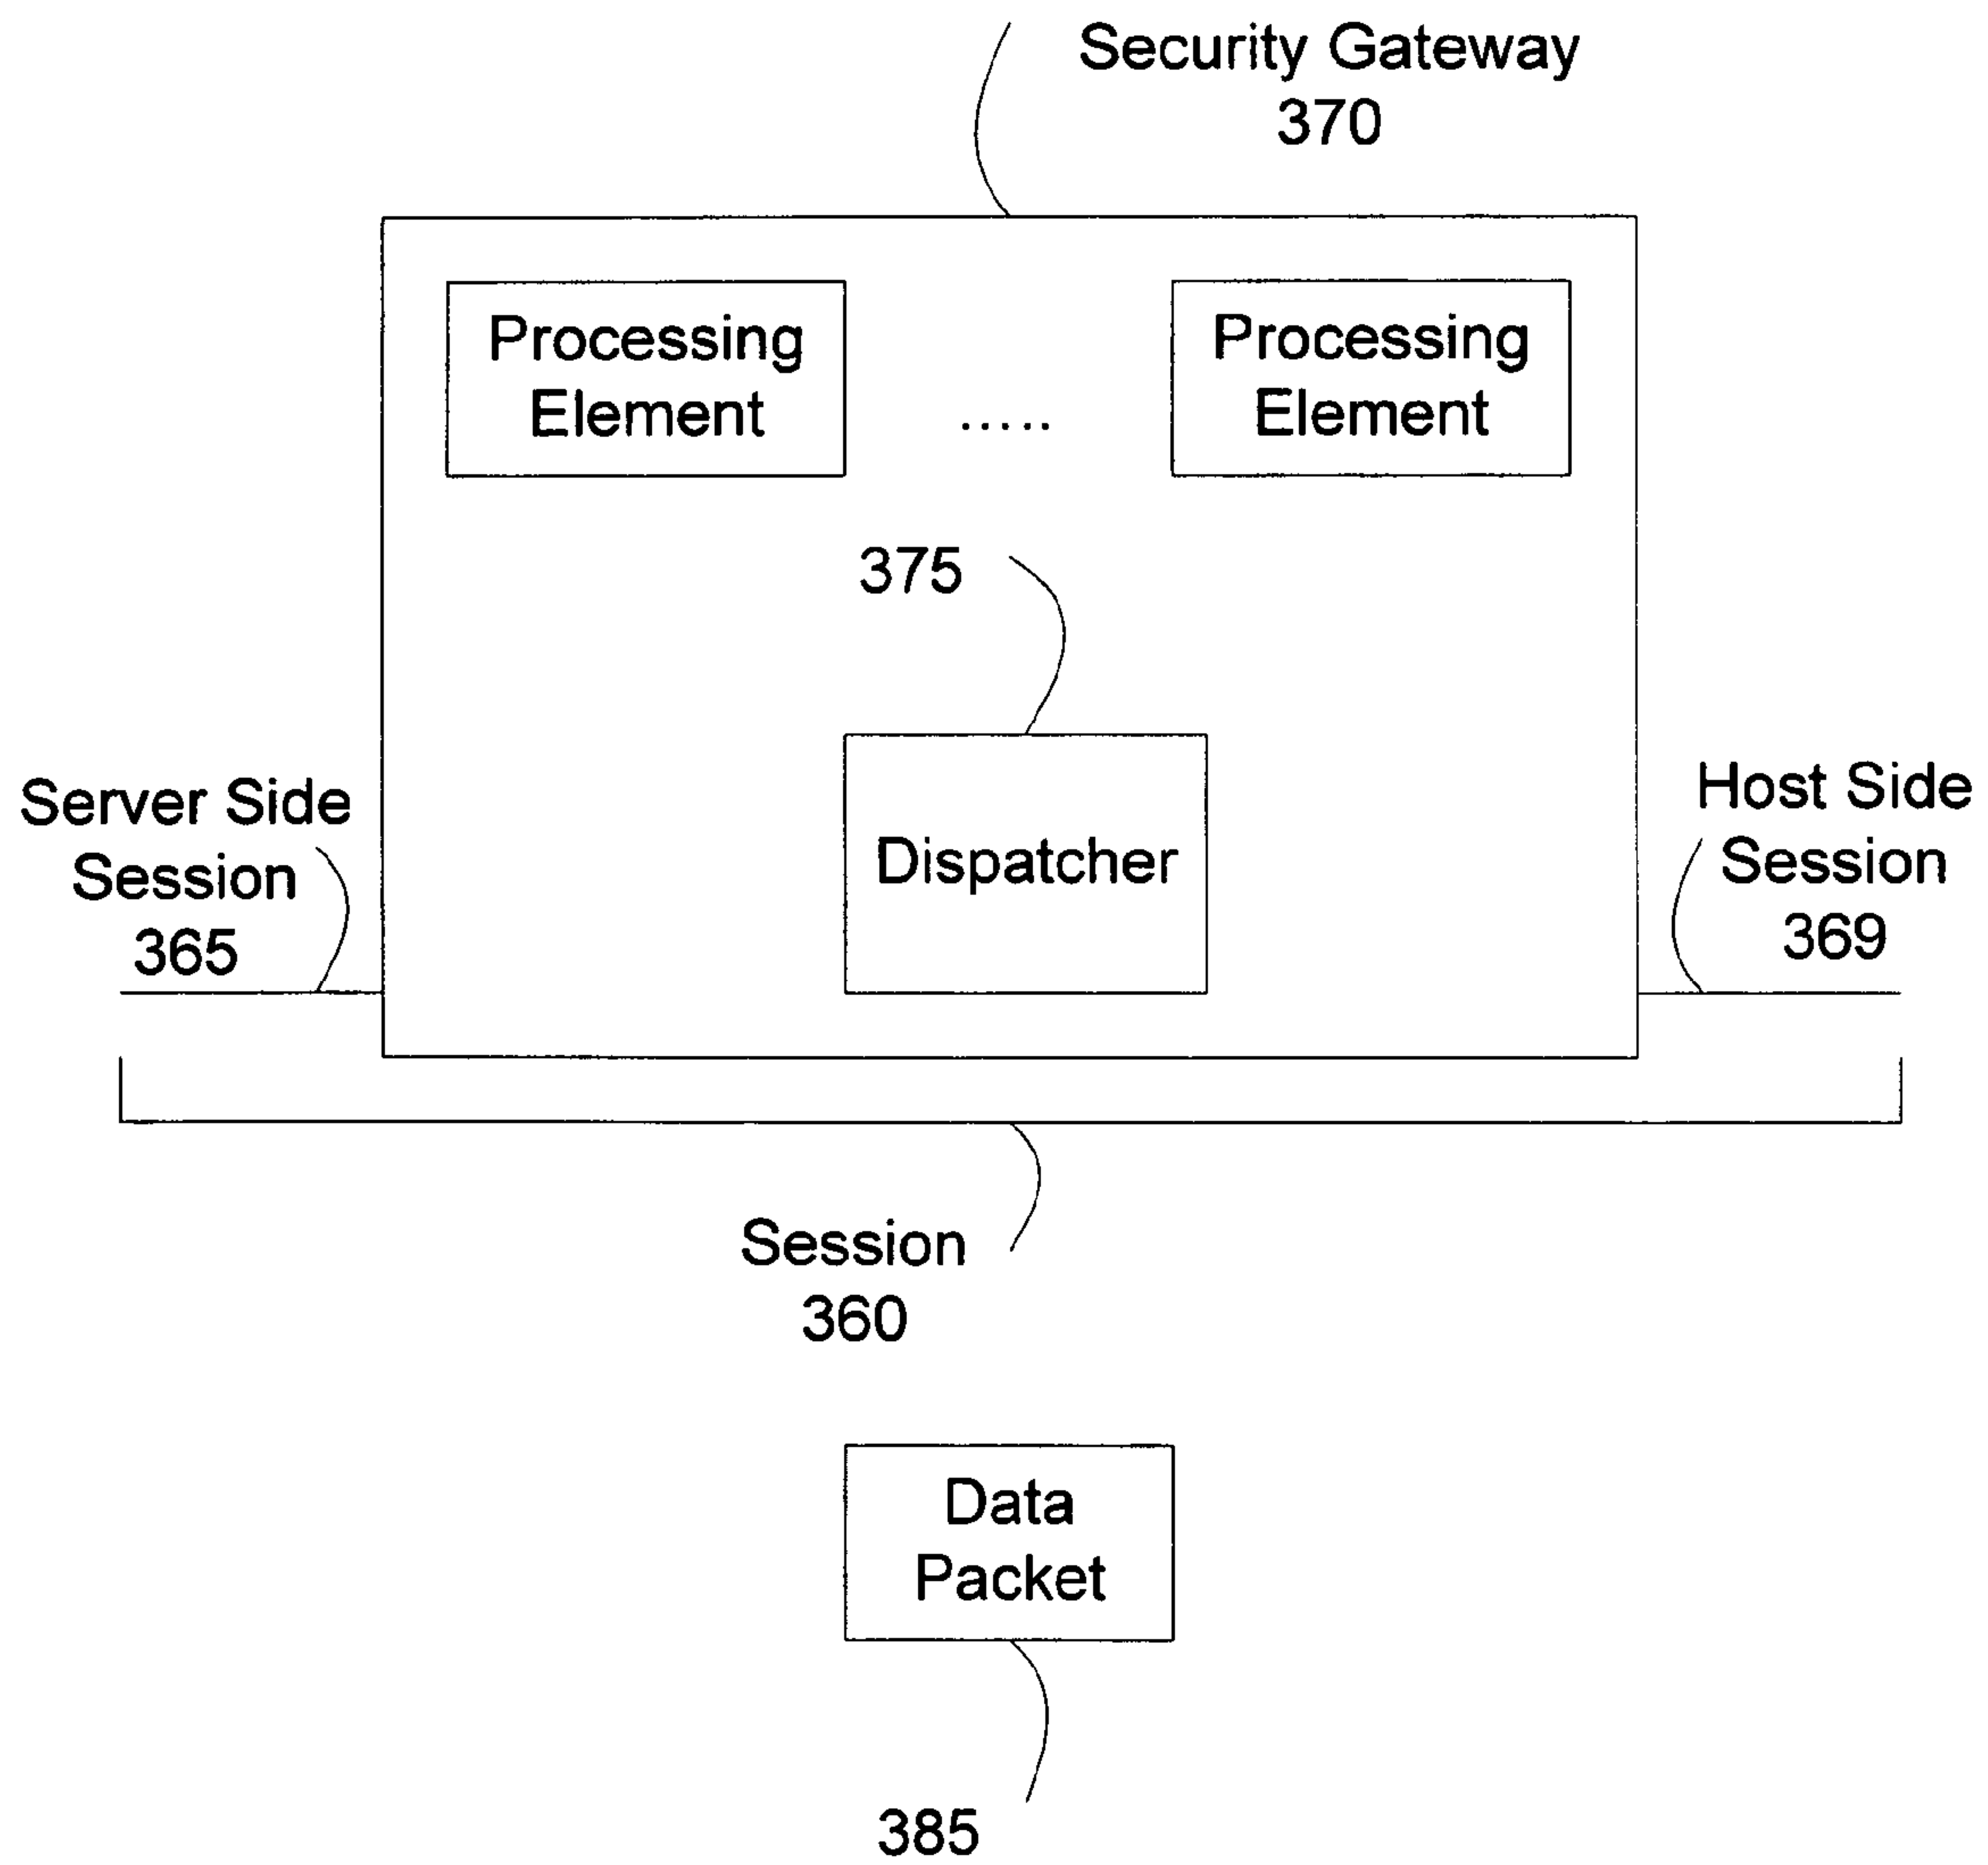 Security Gateway
370
Processing
Element
.....
Processing
Element
375
Server Side
Session
365
Dispatcher
Host Side
Session
369
Session
360
Data
Packet
385